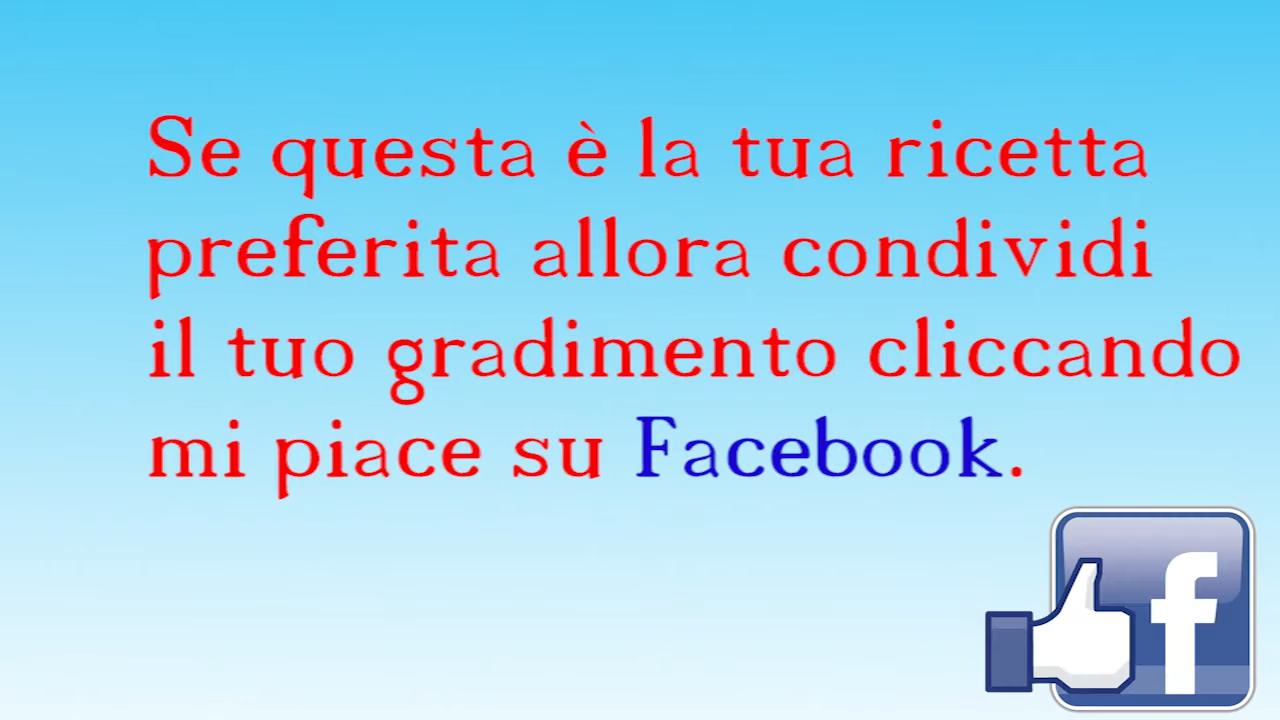 Se questa è la tua ricetta
preferita allora condividi
il tuo gradimento cliccando
mi piace su Facebook.
f